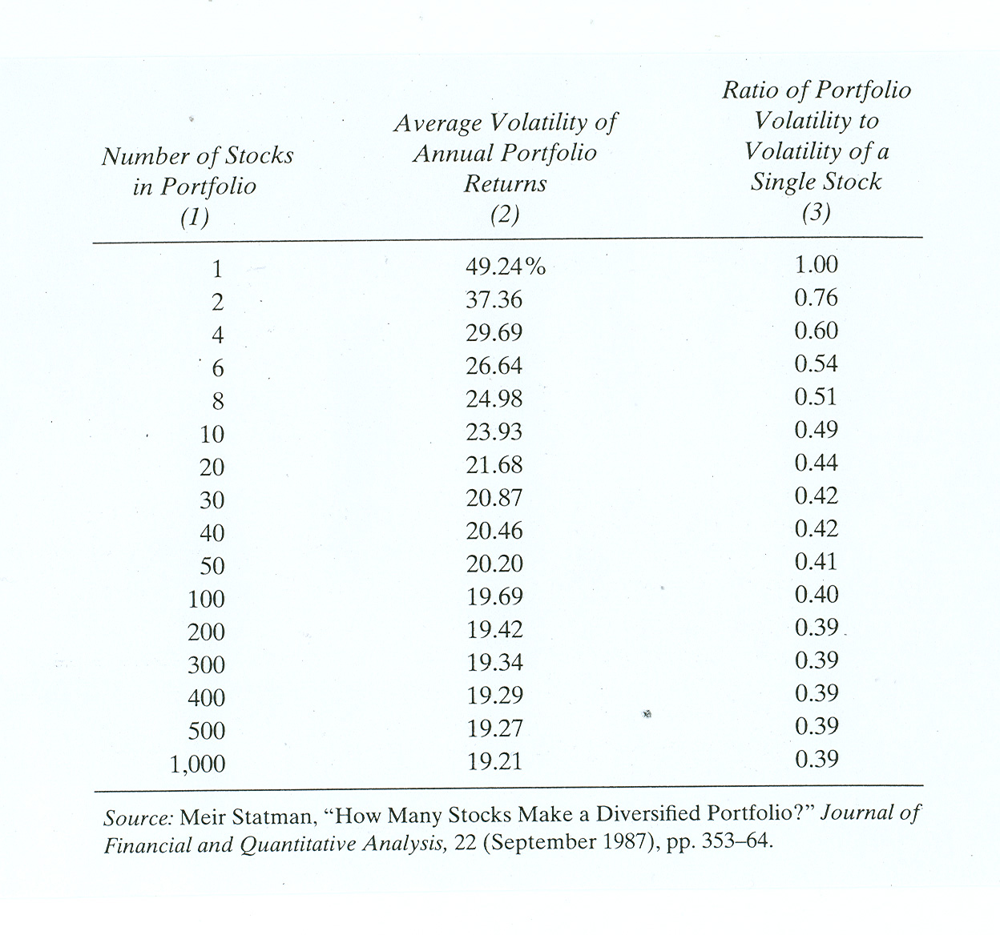 Number of Stocks in Portfolio (1) Average Volatility of Annual Portfolio Returns (2) Ratio of Portfolio Volatility to Volatility of a Single Stock (3)
1 49.24% 1.00
2 37.36 0.76
4 29.69 0.60
6 26.64 0.54
8 24.98 0.51
10 23.93 0.49
20 21.68 0.44
30 20.87 0.42
40 20.46 0.42
50 20.20 0.41
100 19.69 0.40
200 19.42 0.39
300 19.34 0.39
400 19.29 0.39
500 19.27 0.39
1,000 19.21 0.39
Source: Meir Statman, “How Many Stocks Make a Diversified Portfolio?” Journal of
Financial and Quantitative Analysis, 22 (September 1987), pp. 353–64.